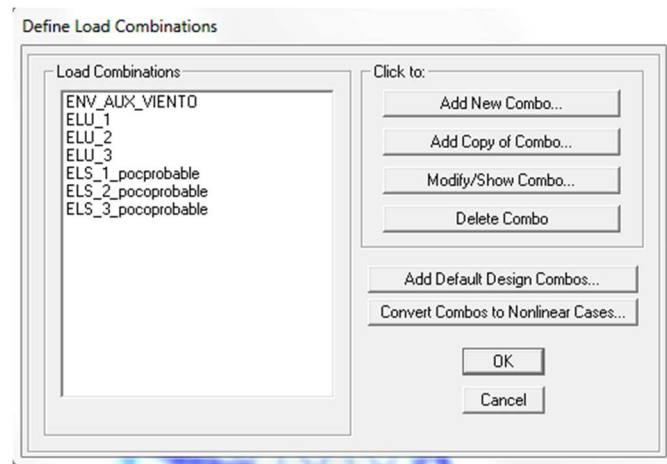 Define Load Combinations
Load Combinations
ENV_AUX_VIENTO
ELU_1
ELU_2
ELU_3
ELS_1_pocprobable
ELS_2_pocoprobable
ELS_3_pocoprobable
Click to:
Add New Combo...
Add Copy of Combo...
Modify/Show Combo...
Delete Combo
Add Default Design Combos...
Convert Combos to Nonlinear Cases...
OK
Cancel